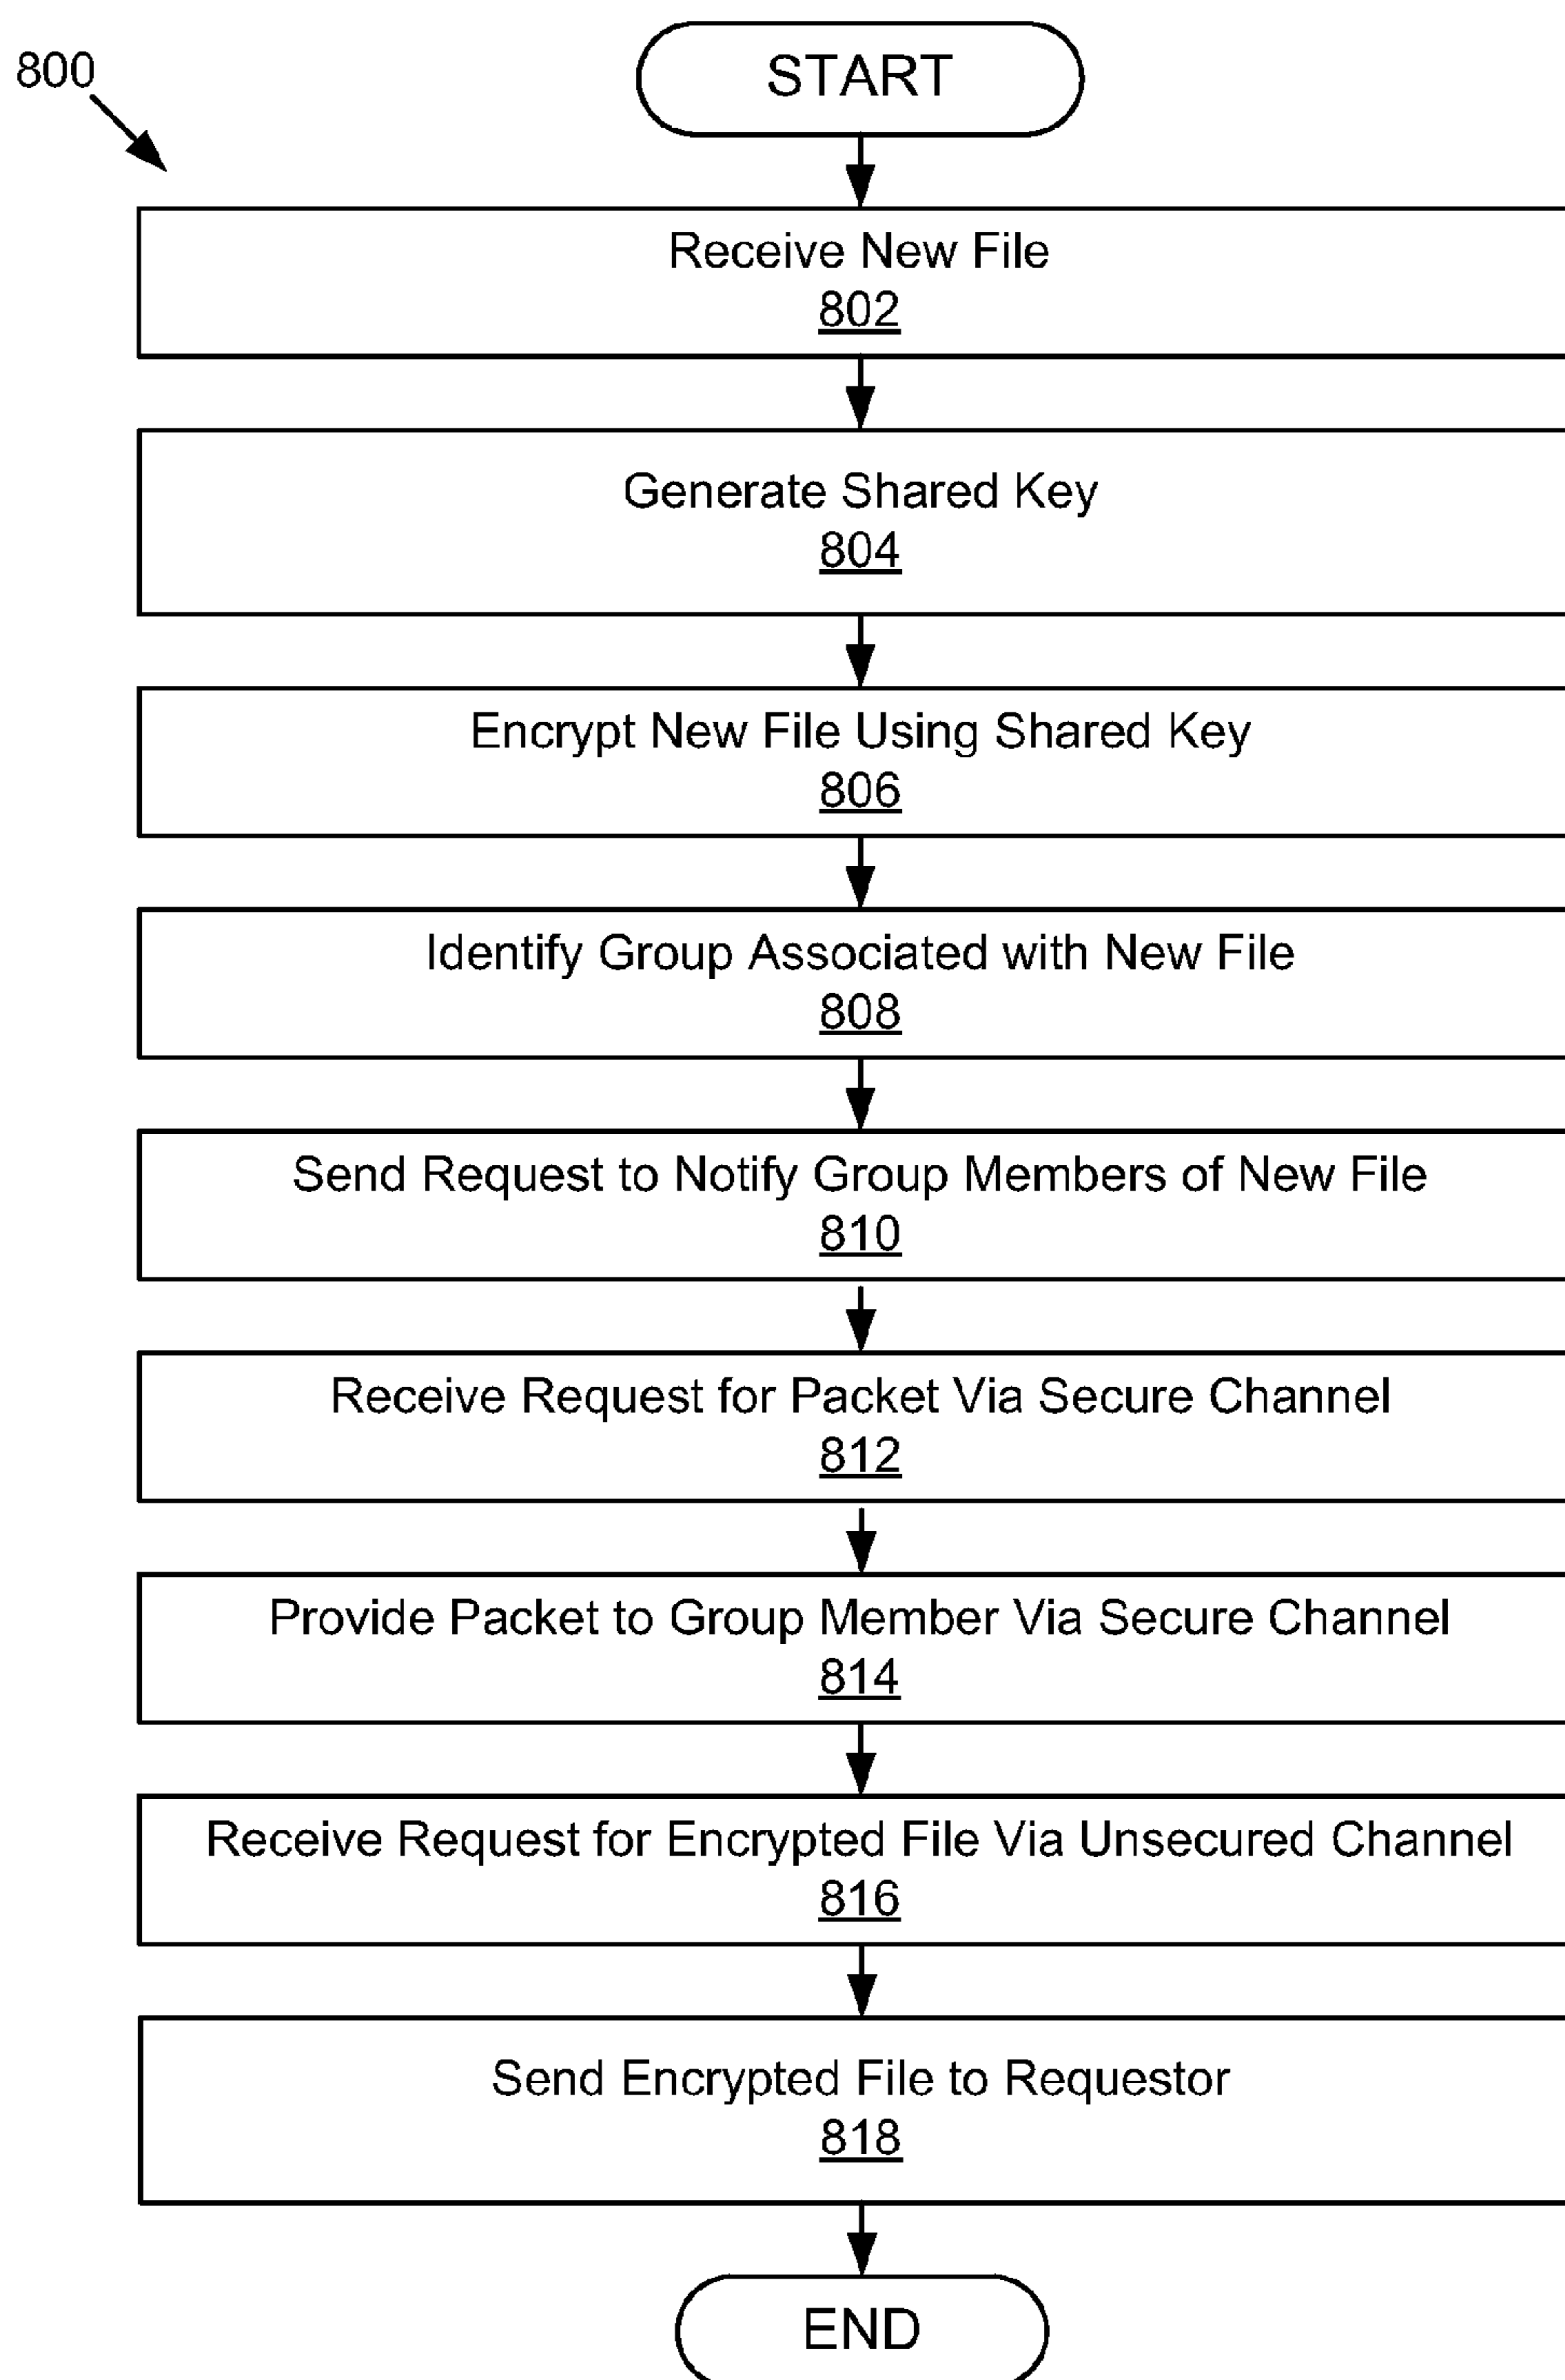 800
START
Receive New File
802
Generate Shared Key
804
Encrypt New File Using Shared Key
806
Identify Group Associated with New File
808
Send Request to Notify Group Members of New File
810
Receive Request for Packet Via Secure Channel
812
Provide Packet to Group Member Via Secure Channel
814
Receive Request for Encrypted File Via Unsecured Channel
816
Send Encrypted File to Requestor
818
END